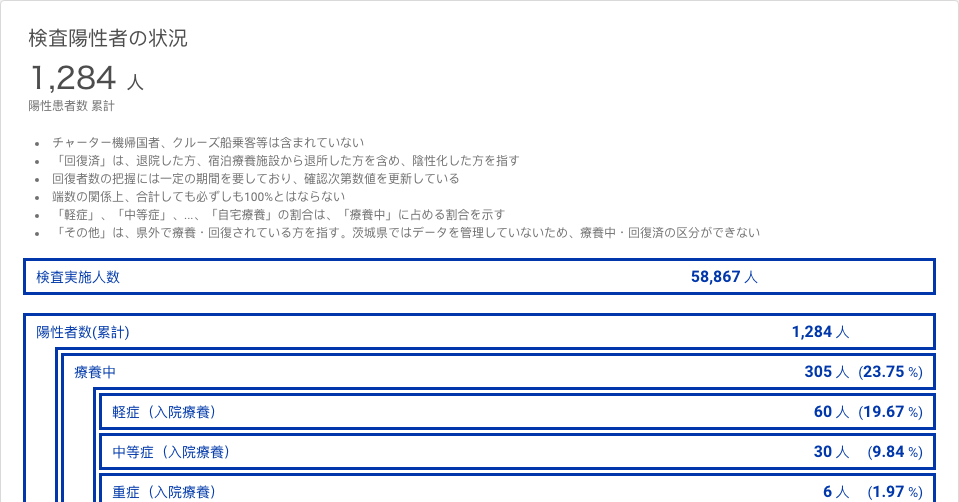 検査陽性者の状況
1,284 人
陽性患者数 累計
• チャーター機帰国者、クルーズ船乗客等は含まれていない
• 「回復済」は、退院した方、宿泊療養施設から退所した方を含め、陰性化した方を指す
• 回復者数の把握には一定の期間を要しており、確認次第数値を更新している
• 端数の関係上、合計しても必ずしも100%とはならない
• 「軽症」、「中等症」、...、「自宅療養」の割合は、「療養中」に占める割合を示す
• 「その他」は、県外で療養・回復されている方を指す。茨城県ではデータを管理していないため、療養中・回復済の区分ができない
検査実施人数 58,867 人
陽性者数(累計) 1,284 人
療養中 305 人 (23.75 %)
軽症（入院療養） 60 人 (19.67 %)
中等症（入院療養） 30 人 (9.84 %)
重症（入院療養） 6 人 (1.97 %)